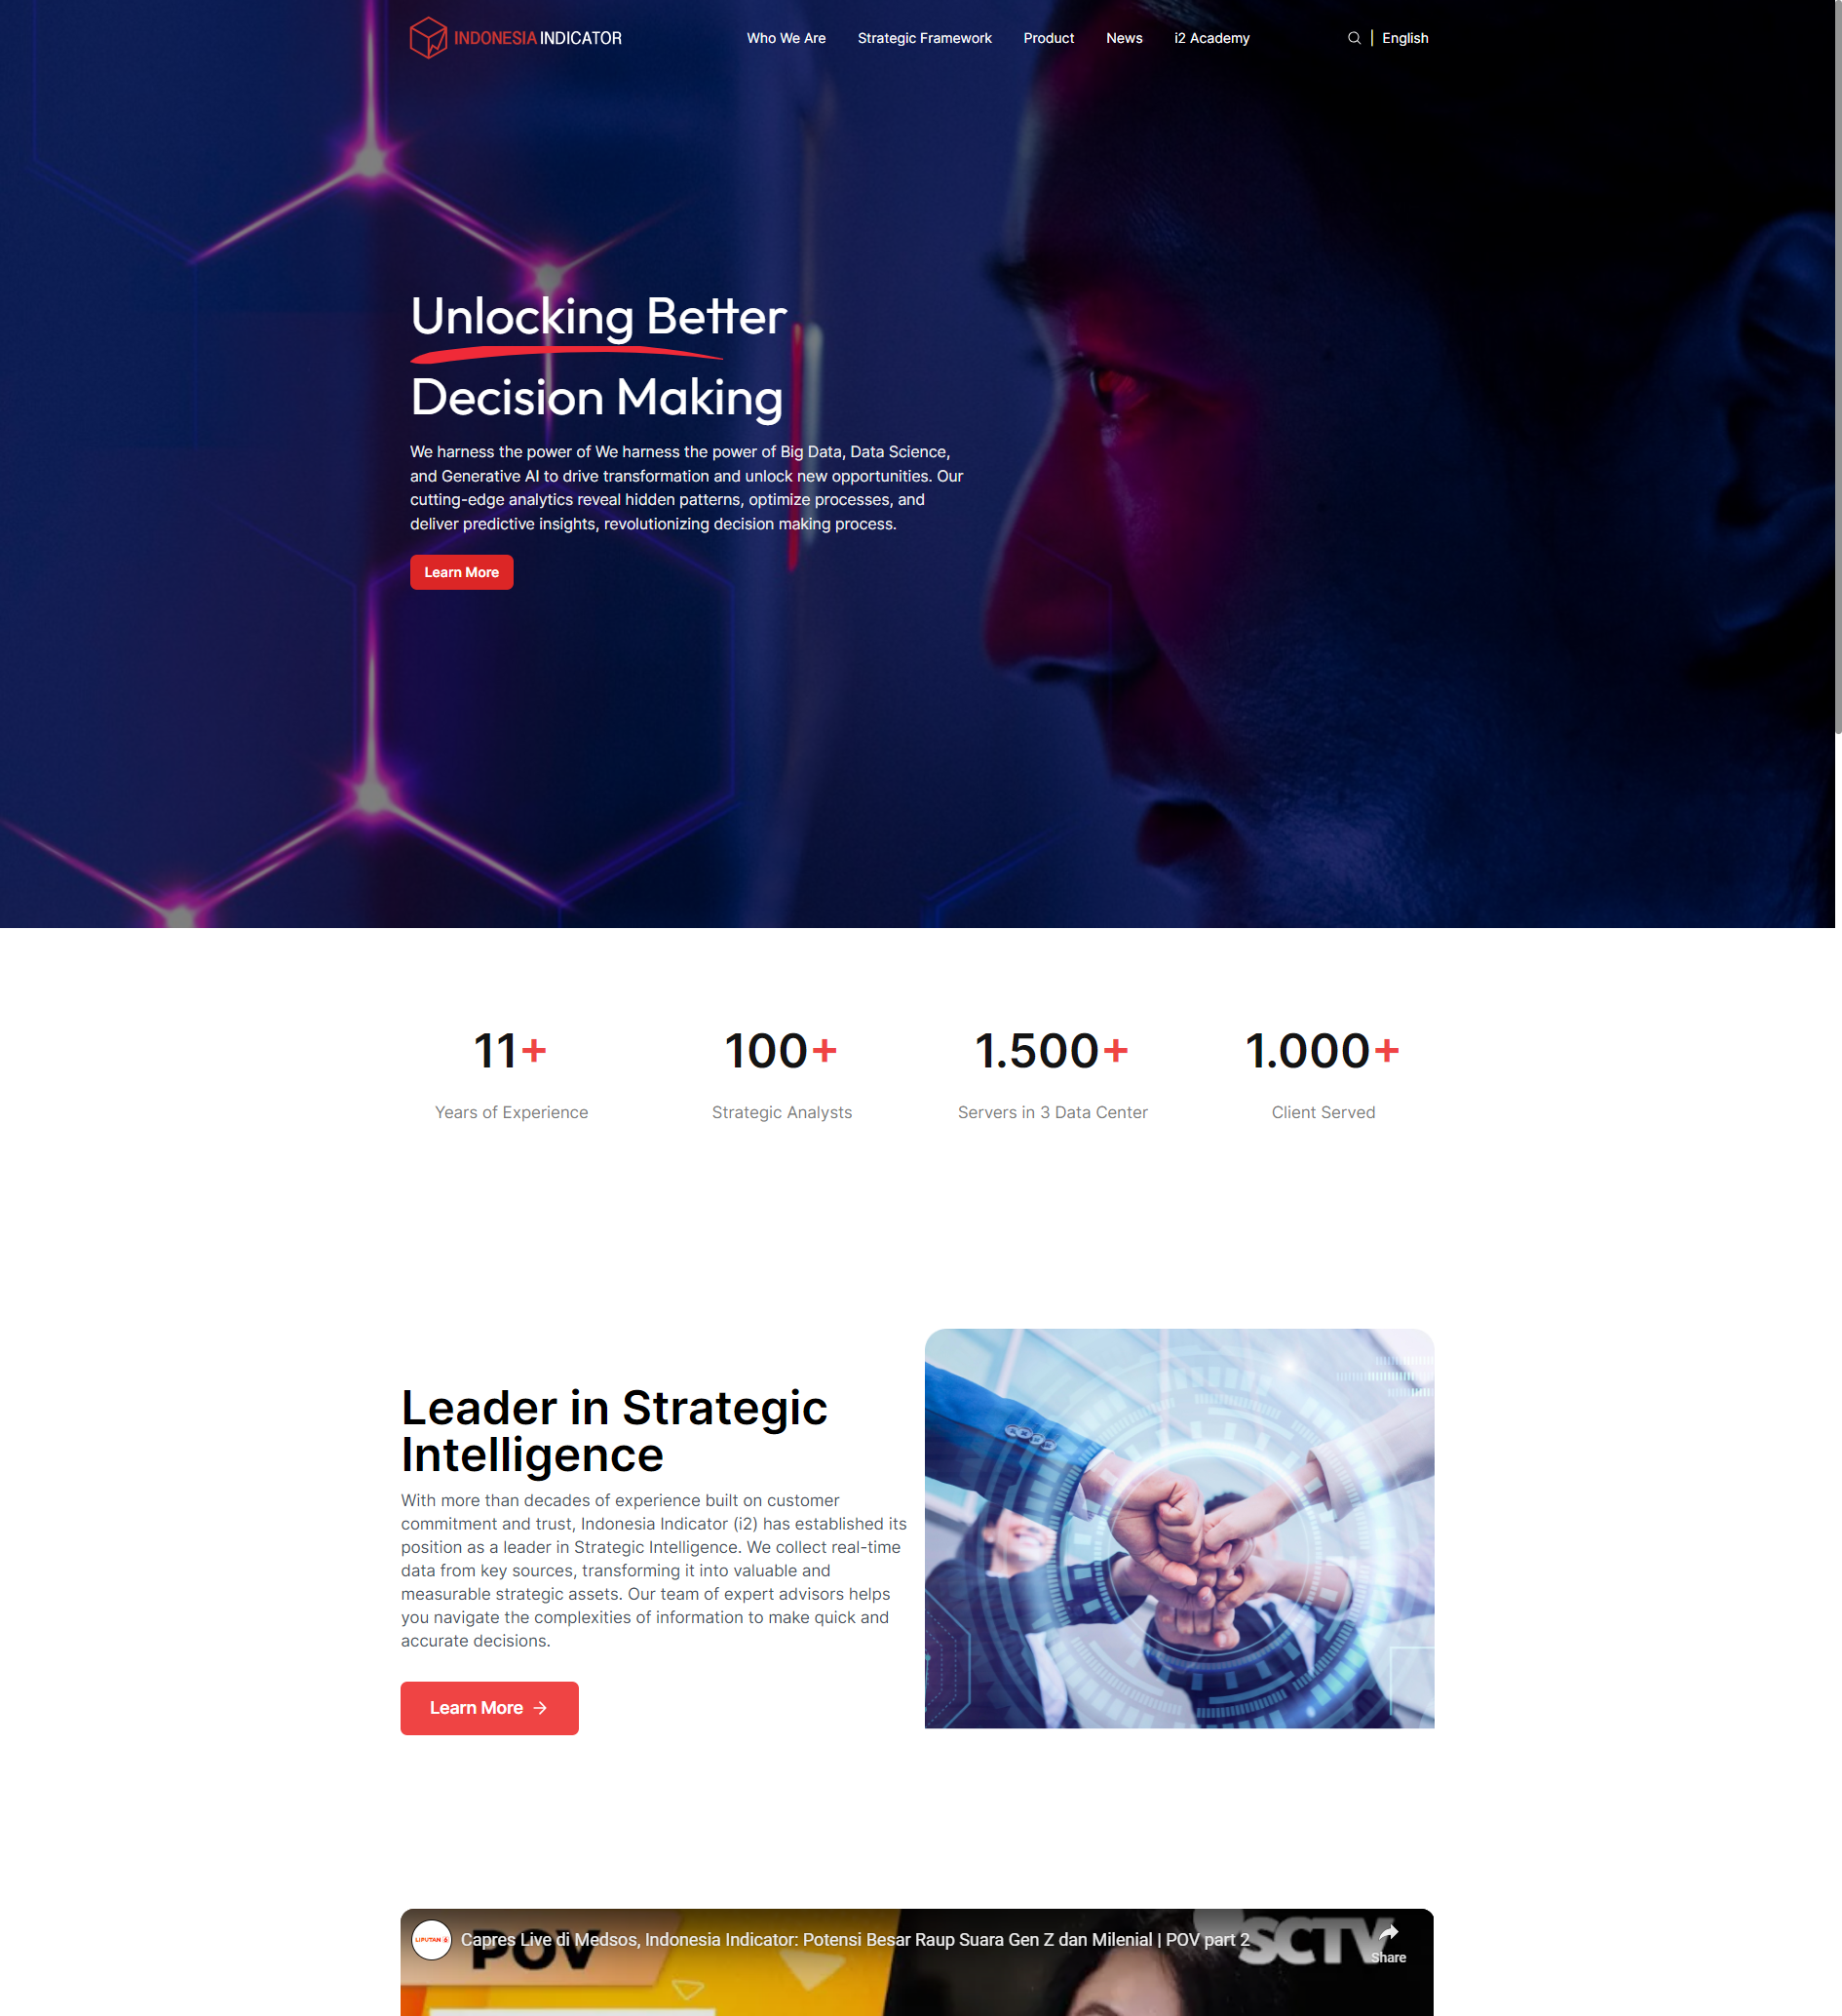 INDONESIA INDICATOR
Who We Are
Strategic Framework
Product
News
i2 Academy
English
Unlocking Better
Decision Making
We harness the power of We harness the power of Big Data, Data Science,
and Generative AI to drive transformation and unlock new opportunities. Our
cutting-edge analytics reveal hidden patterns, optimize processes, and
deliver predictive insights, revolutionizing decision making process.
Learn More
11+
Years of Experience
100+
Strategic Analysts
1.500+
Servers in 3 Data Center
1.000+
Client Served
Leader in Strategic
Intelligence
With more than decades of experience built on customer
commitment and trust, Indonesia Indicator (i2) has established its
position as a leader in Strategic Intelligence. We collect real-time
data from key sources, transforming it into valuable and
measurable strategic assets. Our team of expert advisors helps
you navigate the complexities of information to make quick and
accurate decisions.
Learn More
LIPUTAN 6
POV
Capres Live di Medsos, Indonesia Indicator: Potensi Besar Raup Suara Gen Z dan Milenial | POV part 2
SCTV
Share